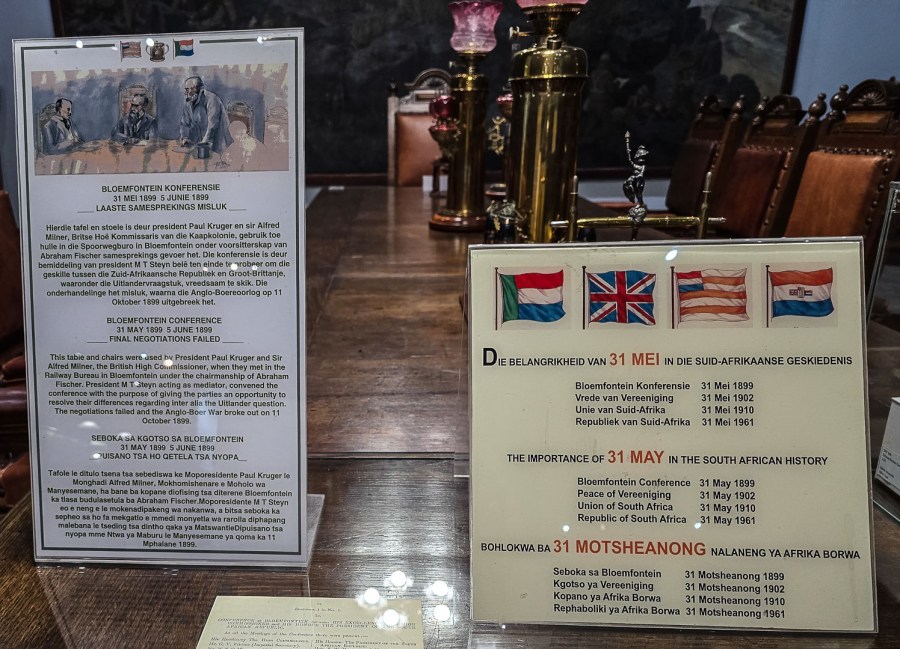 BLOEMFONTEIN KONFERENSIE
31 MEI 1899 5 JUNIE 1899
____ LAASTE SAMESPREKINGS MISLUK ____
Hierdie tafel en stoele is deur president Paul Kruger en sir Alfred
Milner, Britse Hoë Kommissaris van die Kaapkolonie, gebruik toe
hulle in die Spoorwegburo in Bloemfontein onder voorsitterskap van
Abraham Fischer samesprekings gevoer het. Die konferensie is deur
bemiddeling van president M T Steyn belê ten einde te probeer om die
geskille tussen die Zuid-Afrikaansche Republiek en Groot-Brittanje,
waaronder die Uitlandervraagstuk, vreedsaam te skik. Die
onderhandelinge het misluk, waarna die Anglo-Boereoorlog op 11
Oktober 1899 uitgebreek het.
BLOEMFONTEIN CONFERENCE
31 MAY 1899 5 JUNE 1899
____ FINAL NEGOTIATIONS FAILED ____
This table and chairs were used by President Paul Kruger and Sir
Alfred Milner, the British High Commissioner, when they met in the
Railway Bureau in Bloemfontein under the chairmanship of Abraham
Fischer. President M T Steyn acting as mediator, convened the
conference with the purpose of giving the parties an opportunity to
resolve their differences regarding inter alia the Uitlander question.
The negotiations failed and the Anglo-Boer War broke out on 11
October 1899.
SEBOKA SA KGOTSO SA BLOEMFONTEIN
31 MAY 1899 5 JUNE 1899
PUISANO TSA HO QETELA TSA NYOPA
Tafole le ditulo tsena tsa sebediswa ke Moporesidente Paul Kruger le
Monghadi Alfred Milner, Mokhomishenare e Moholo wa
Manyesemane, ha bane ba kopane diofising tsa diterene Bloemfontein
ka tlasa budulasetula ba Abraham Fischer.Moporesidente M T Steyn
eo e neng e le mokenadipakeng wa nakanwa, a bitsa seboka sa
sepheo sa ho fa mekgatlo e mmedi monyetla wa rarolla diphapang
malebana le tseding tsa dintho qaka ya MatswantleDipuisano tsa
nyopa mme Ntwa ya Maburu le Manyesemane ya qoma ka 11
Mphalane 1899.
DIE BELANGRIKHEID VAN 31 MEI IN DIE SUID-AFRIKAANSE GESKIEDENIS
Bloemfontein Konferensie 31 Mei 1899
Vrede van Vereeniging 31 Mei 1902
Unie van Suid-Afrika 31 Mei 1910
Republiek van Suid-Afrika 31 Mei 1961
THE IMPORTANCE OF 31 MAY IN THE SOUTH AFRICAN HISTORY
Bloemfontein Conference 31 May 1899
Peace of Vereeniging 31 May 1902
Union of South Africa 31 May 1910
Republic of South Africa 31 May 1961
BOHLOKWA BA 31 MOTSHEANONG NALANENG YA AFRIKA BORWA
Seboka sa Bloemfontein 31 Motsheanong 1899
Kgotso ya Vereeniging 31 Motsheanong 1902
Kopano ya Afrika Borwa 31 Motsheanong 1910
Rephaboliki ya Afrika Borwa 31 Motsheanong 1961